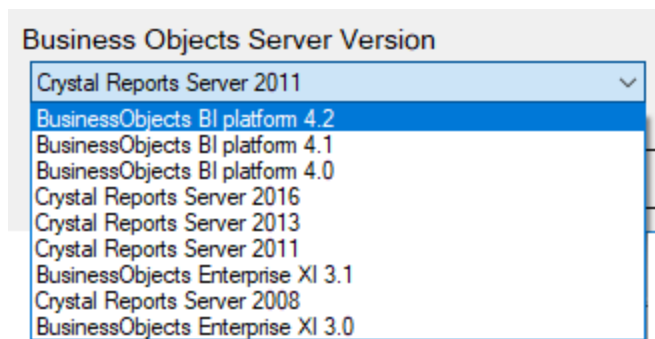 Business Objects Server Version
Crystal Reports Server 2011
BusinessObjects BI platform 4.2
BusinessObjects BI platform 4.1
BusinessObjects BI platform 4.0
Crystal Reports Server 2016
Crystal Reports Server 2013
Crystal Reports Server 2011
BusinessObjects Enterprise XI 3.1
Crystal Reports Server 2008
BusinessObjects Enterprise XI 3.0